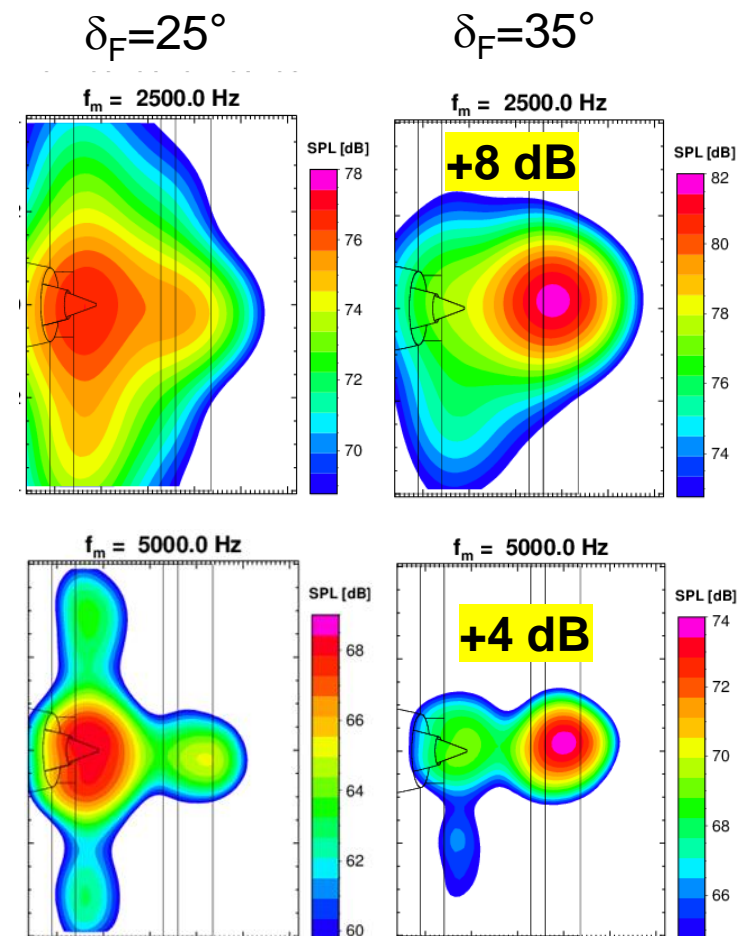 δF=25°
δF=35°
fm = 2500.0 Hz
fm = 2500.0 Hz
+8 dB
SPL [dB]
78
76
74
72
70
SPL [dB]
82
80
78
76
74
fm = 5000.0 Hz
fm = 5000.0 Hz
+4 dB
SPL [dB]
68
66
64
62
60
SPL [dB]
74
72
70
68
66